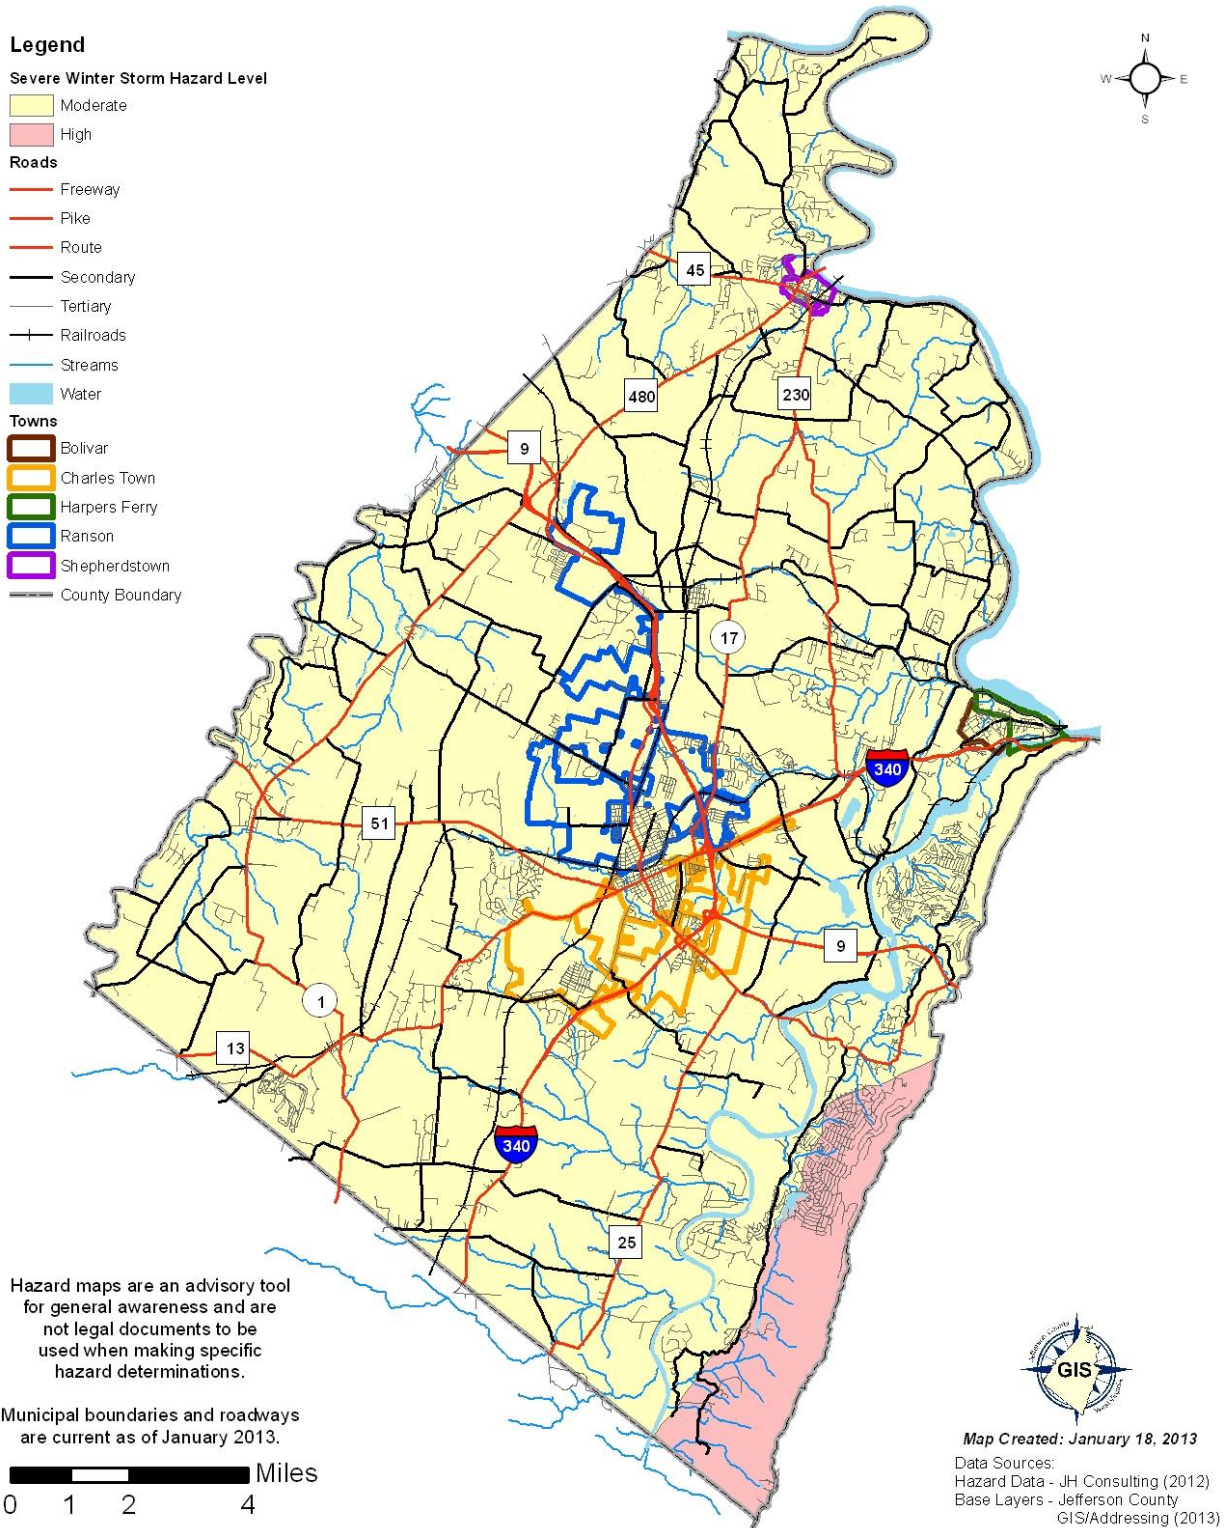 Legend
Severe Winter Storm Hazard Level
Moderate
High
Roads
Freeway
Pike
Route
Secondary
Tertiary
Railroads
Streams
Water
Towns
Bolivar
Charles Town
Harpers Ferry
Ranson
Shepherdstown
County Boundary
N
W E
S
45
480
230
9
17
340
51
9
1
13
340
25
Hazard maps are an advisory tool
for general awareness and are
not legal documents to be
used when making specific
hazard determinations.
Municipal boundaries and roadways
are current as of January 2013.
Miles
0 1 2 4
Jefferson County
GIS
Map Created: January 18, 2013
Data Sources:
Hazard Data - JH Consulting (2012)
Base Layers - Jefferson County
GIS/Addressing (2013)